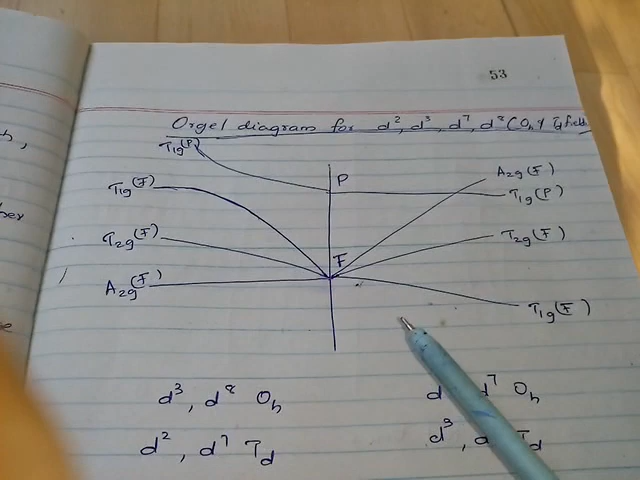 53
Orgel diagram for d², d³, d⁷, d⁸ (Oh & Td field)
T₁g(P)
P
A₂g(F)
T₁g(F)
T₁g(P)
T₂g(F)
T₂g(F)
F
A₂g(F)
T₁g(F)
d³, d⁸ Oh
d d⁷ Oh
d², d⁷ Td
d³, d Td